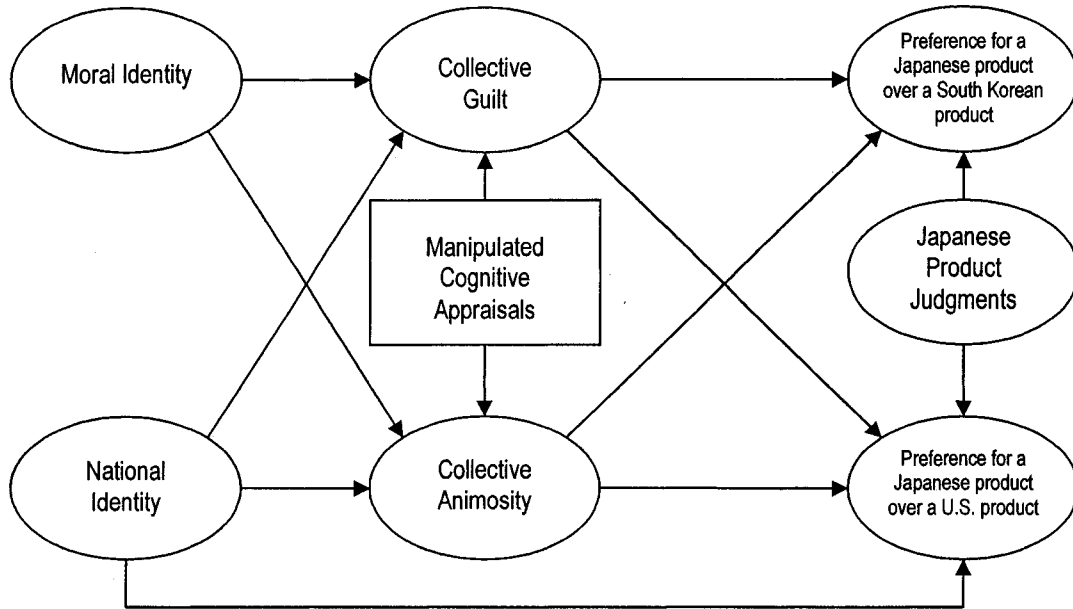 Moral Identity
Collective
Guilt
Preference for a
Japanese product
over a South Korean
product
Manipulated
Cognitive
Appraisals
Japanese
Product
Judgments
National
Identity
Collective
Animosity
Preference for a
Japanese product
over a U.S. product